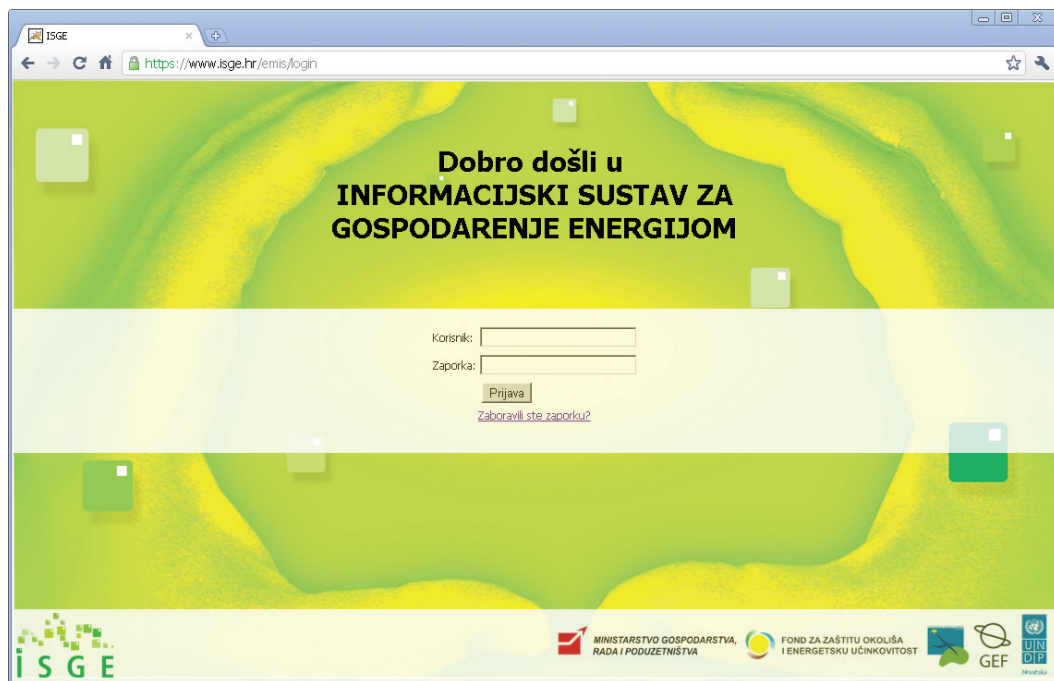 ISGE
https://www.isge.hr/emis/login
Dobro došli u
INFORMACIJSKI SUSTAV ZA
GOSPODARENJE ENERGIJOM
Korisnik:
Zaporka:
Prijava
Zaboravili ste zaporku?
iSGE
MINISTARSTVO GOSPODARSTVA,
RADA I PODUZETNIŠTVA
FOND ZA ZAŠTITU OKOLIŠA
I ENERGETSKU UČINKOVITOST
GEF
UN
DP
Hrvatska